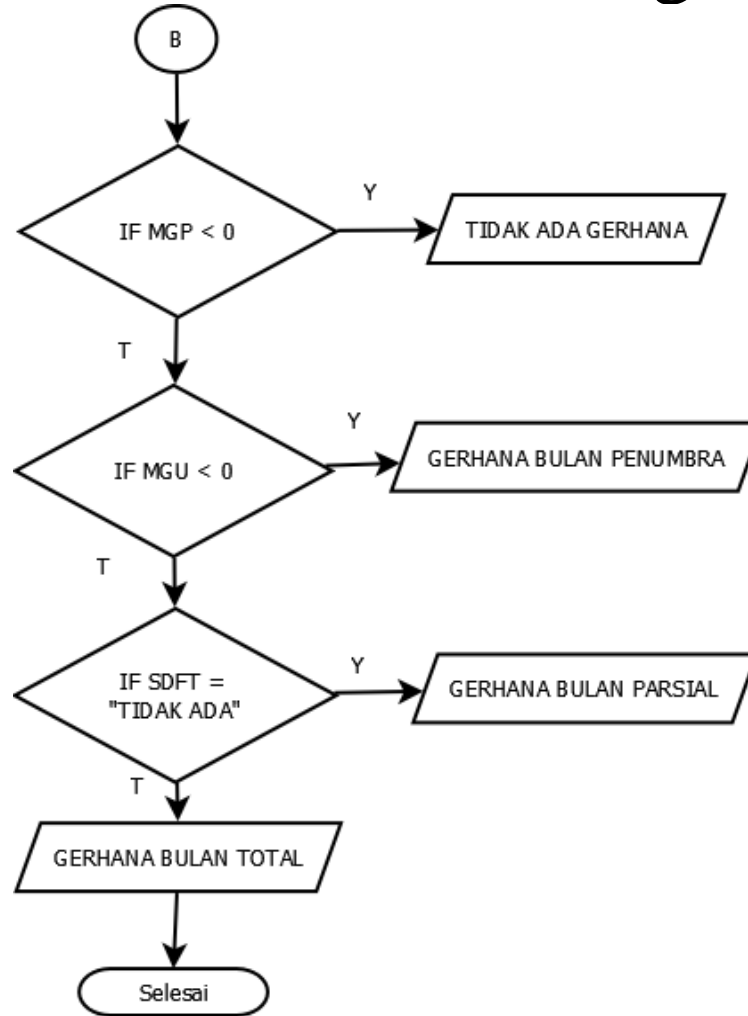 B
IF MGP < 0
Y
TIDAK ADA GERHANA
T
IF MGU < 0
Y
GERHANA BULAN PENUMBRA
T
IF SDFT =
"TIDAK ADA"
Y
GERHANA BULAN PARSIAL
T
GERHANA BULAN TOTAL
Selesai